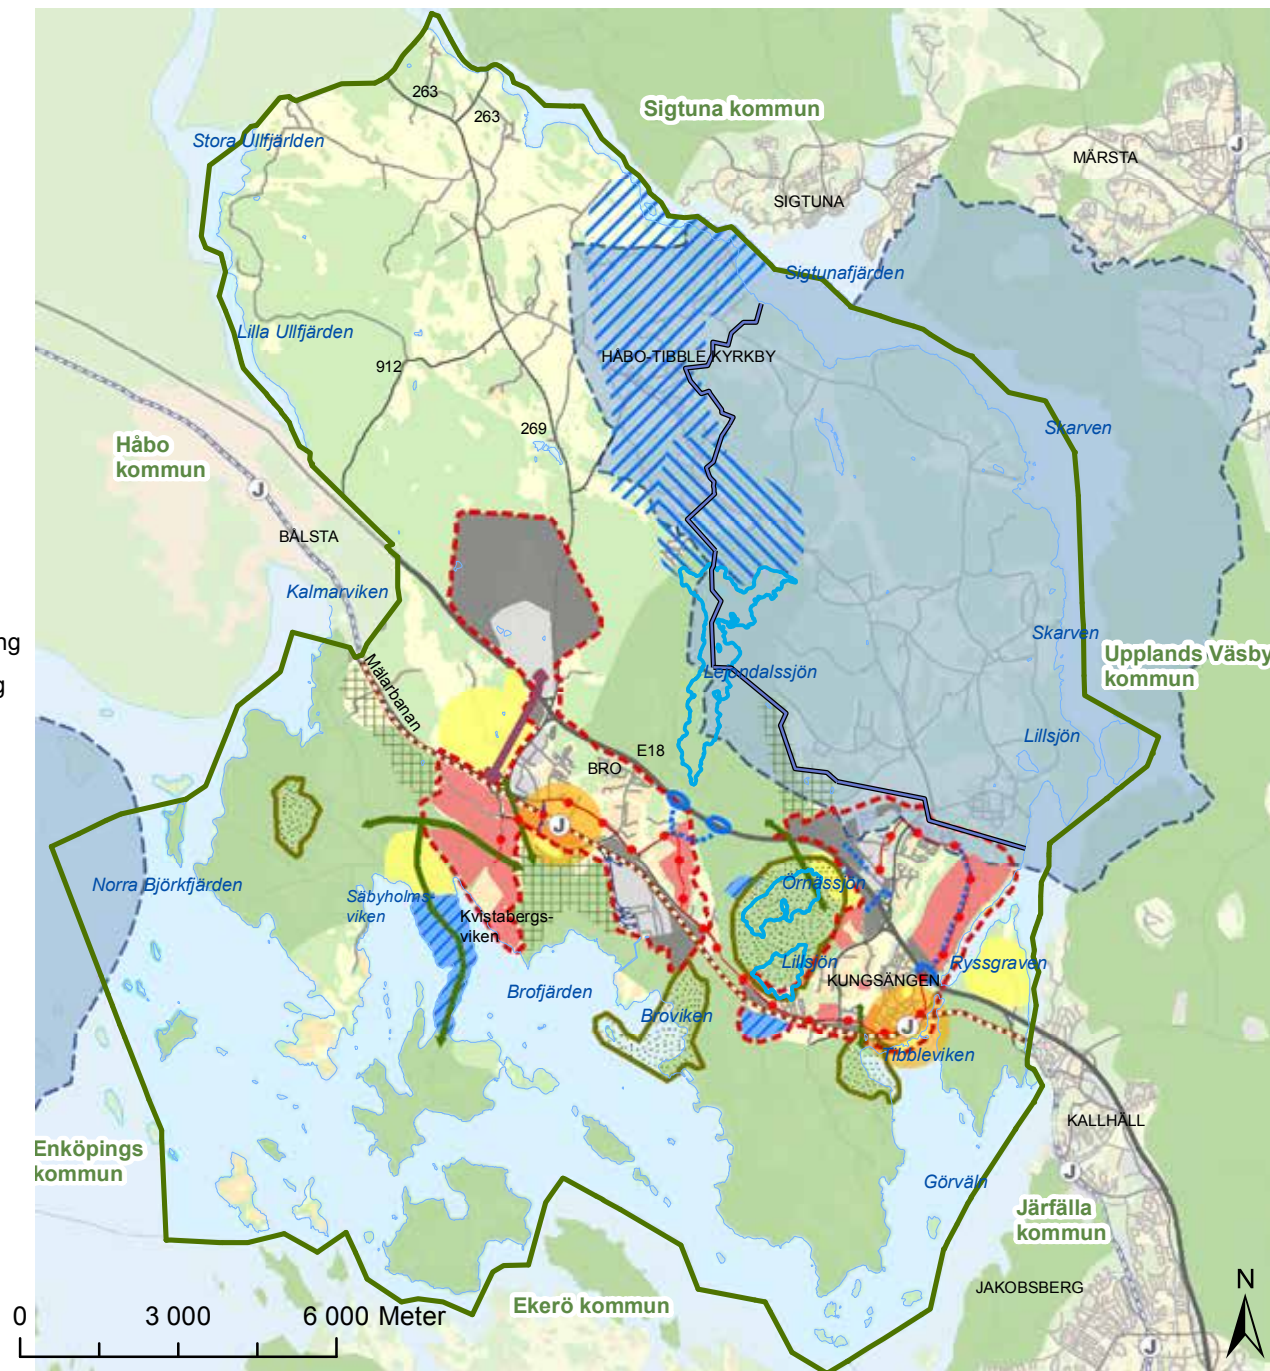 263
263
Sigtuna kommun
Stora Ullfjärlden
MÄRSTA
J
SIGTUNA
Sigtunafjärden
Lilla Ullfjärden
HÅBO-TIBBLE KYRKBY
912
269
Skarven
Håbo
kommun
J
BÅLSTA
Kalmarviken
ng
g
Mälarbanan
Skarven
Lejondalssjön
Upplands Väsby
kommun
Lillsjön
E18
BRO
J
Norra Björkfjärden
Säbyholms-
viken
Kvistabergs-
viken
Örnässjön
Lillsjön
KUNGSÄNGEN
Ryssgraven
Brofjärden
Broviken
J
Tibbleviken
KALLHÄLL
Enköpings
kommun
J
Görväln
Järfälla
kommun
JAKOBSBERG
N
Ekerö kommun
0 3 000 6 000 Meter
J